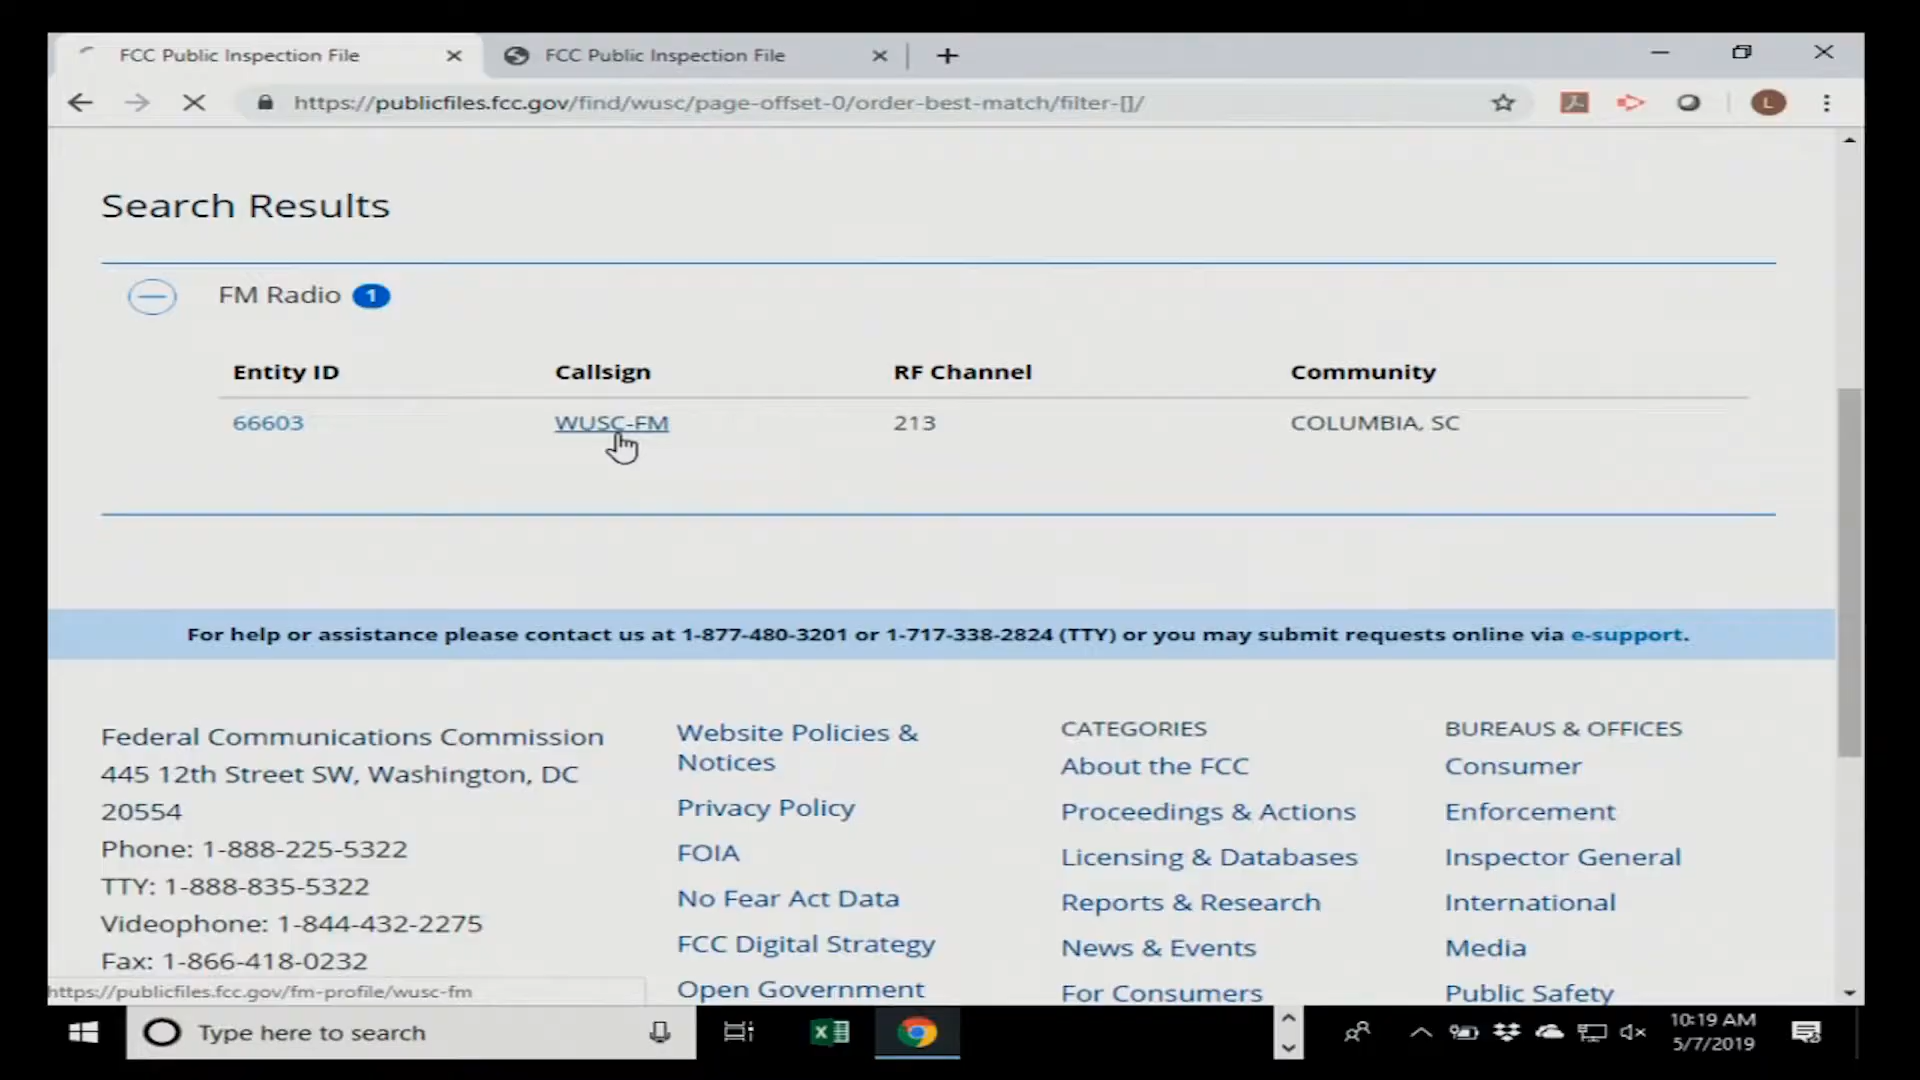 FCC Public Inspection File
FCC Public Inspection File
https://publicfiles.fcc.gov/find/wusc/page-offset-0/order-best-match/filter-[]/
L
Search Results
FM Radio 1
Entity ID Callsign RF Channel Community
66603 WUSC-FM 213 COLUMBIA, SC
For help or assistance please contact us at 1-877-480-3201 or 1-717-338-2824 (TTY) or you may submit requests online via e-support.
Federal Communications Commission
445 12th Street SW, Washington, DC
20554
Phone: 1-888-225-5322
TTY: 1-888-835-5322
Videophone: 1-844-432-2275
Fax: 1-866-418-0232
Website Policies &
Notices
Privacy Policy
FOIA
No Fear Act Data
FCC Digital Strategy
Open Government
CATEGORIES
About the FCC
Proceedings & Actions
Licensing & Databases
Reports & Research
News & Events
For Consumers
BUREAUS & OFFICES
Consumer
Enforcement
Inspector General
International
Media
Public Safety
https://publicfiles.fcc.gov/fm-profile/wusc-fm
Type here to search
10:19 AM
5/7/2019